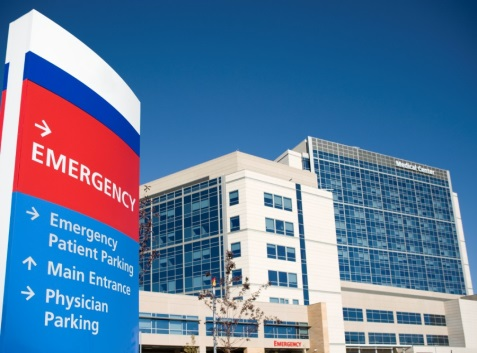 →
EMERGENCY
→ Emergency
Patient Parking
↑ Main Entrance
→ Physician
Parking
Medical Center
EMERGENCY